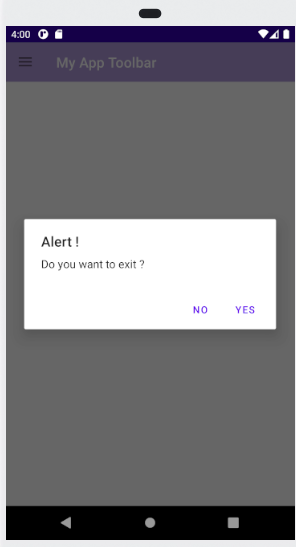 4:00
My App Toolbar
Alert !
Do you want to exit ?
NO YES